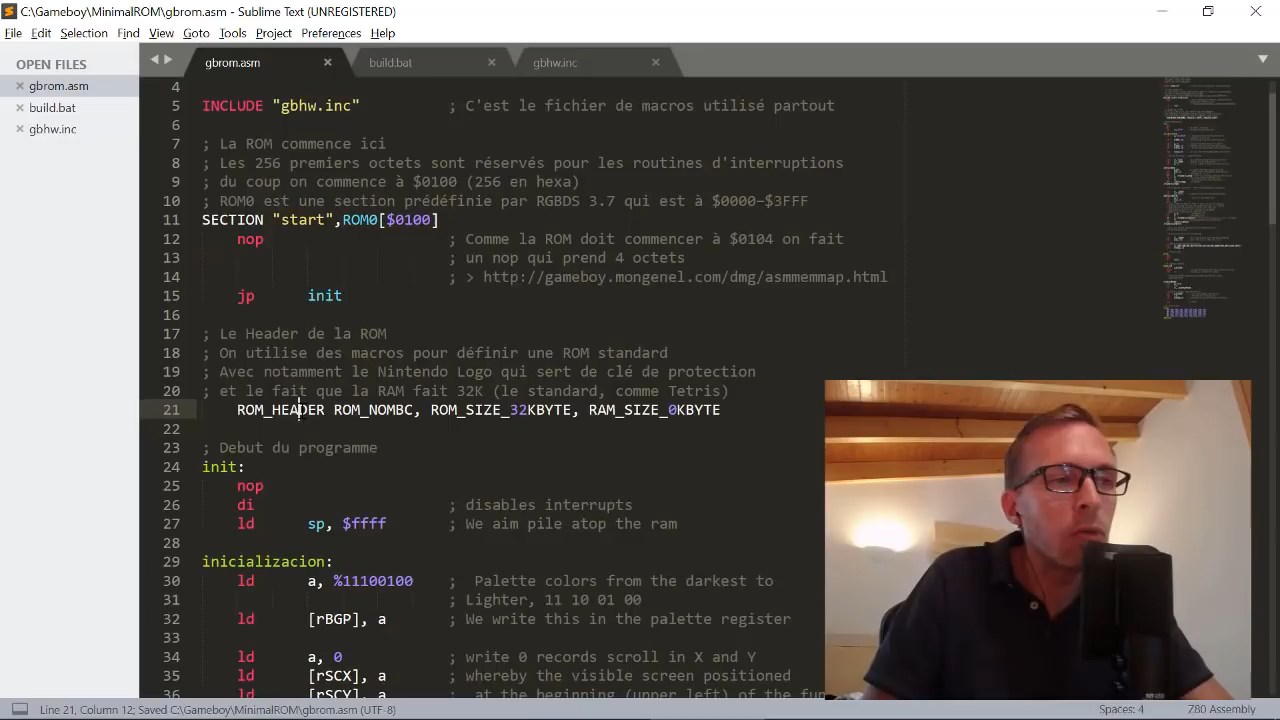 C:\Gameboy\MinimalROM\gbrom.asm - Sublime Text (UNREGISTERED)
File Edit Selection Find View Goto Tools Project Preferences Help
OPEN FILES
gbrom.asm
build.bat
gbhw.inc
gbrom.asm build.bat gbhw.inc
4
5 INCLUDE "gbhw.inc" ; c'est le fichier de macros utilisé partout
6
7 ; La ROM commence ici
8 ; Les 256 premiers octets sont réservés pour les routines d'interruptions
9 ; du coup on commence à $0100 (256 en hexa)
10 ; ROM0 est une section prédéfinie par RGBDS 3.7 qui est à $0000-$3FFF
11 SECTION "start",ROM0[$0100]
12 nop ; comme la ROM doit commencer à $0104 on fait
13 ; un nop qui prend 4 octets
14 ; http://gameboy.mongenel.com/dmg/asmmemmap.html
15 jp init
16
17 ; Le Header de la ROM
18 ; On utilise des macros pour définir une ROM standard
19 ; Avec notamment le Nintendo Logo qui sert de clé de protection
20 ; et le fait que la RAM fait 32K (le standard, comme Tetris)
21 ROM_HEADER ROM_NOMBC, ROM_SIZE_32KBYTE, RAM_SIZE_0KBYTE
22
23 ; Debut du programme
24 init:
25 nop
26 di ; disables interrupts
27 ld sp, $ffff ; We aim pile atop the ram
28
29 inicializacion:
30 ld a, %11100100 ; Palette colors from the darkest to
31 ; Lighter, 11 10 01 00
32 ld [rBGP], a ; We write this in the palette register
33
34 ld a, 0 ; write 0 records scroll in X and Y
35 ld [rSCX], a ; whereby the visible screen positioned
36 ld [rSCY], a ; at the beginning (upper left) of the
Line 21, Column 12; Saved C:\Gameboy\MinimalROM\gbrom.asm (UTF-8) Spaces: 4 Z80 Assembly